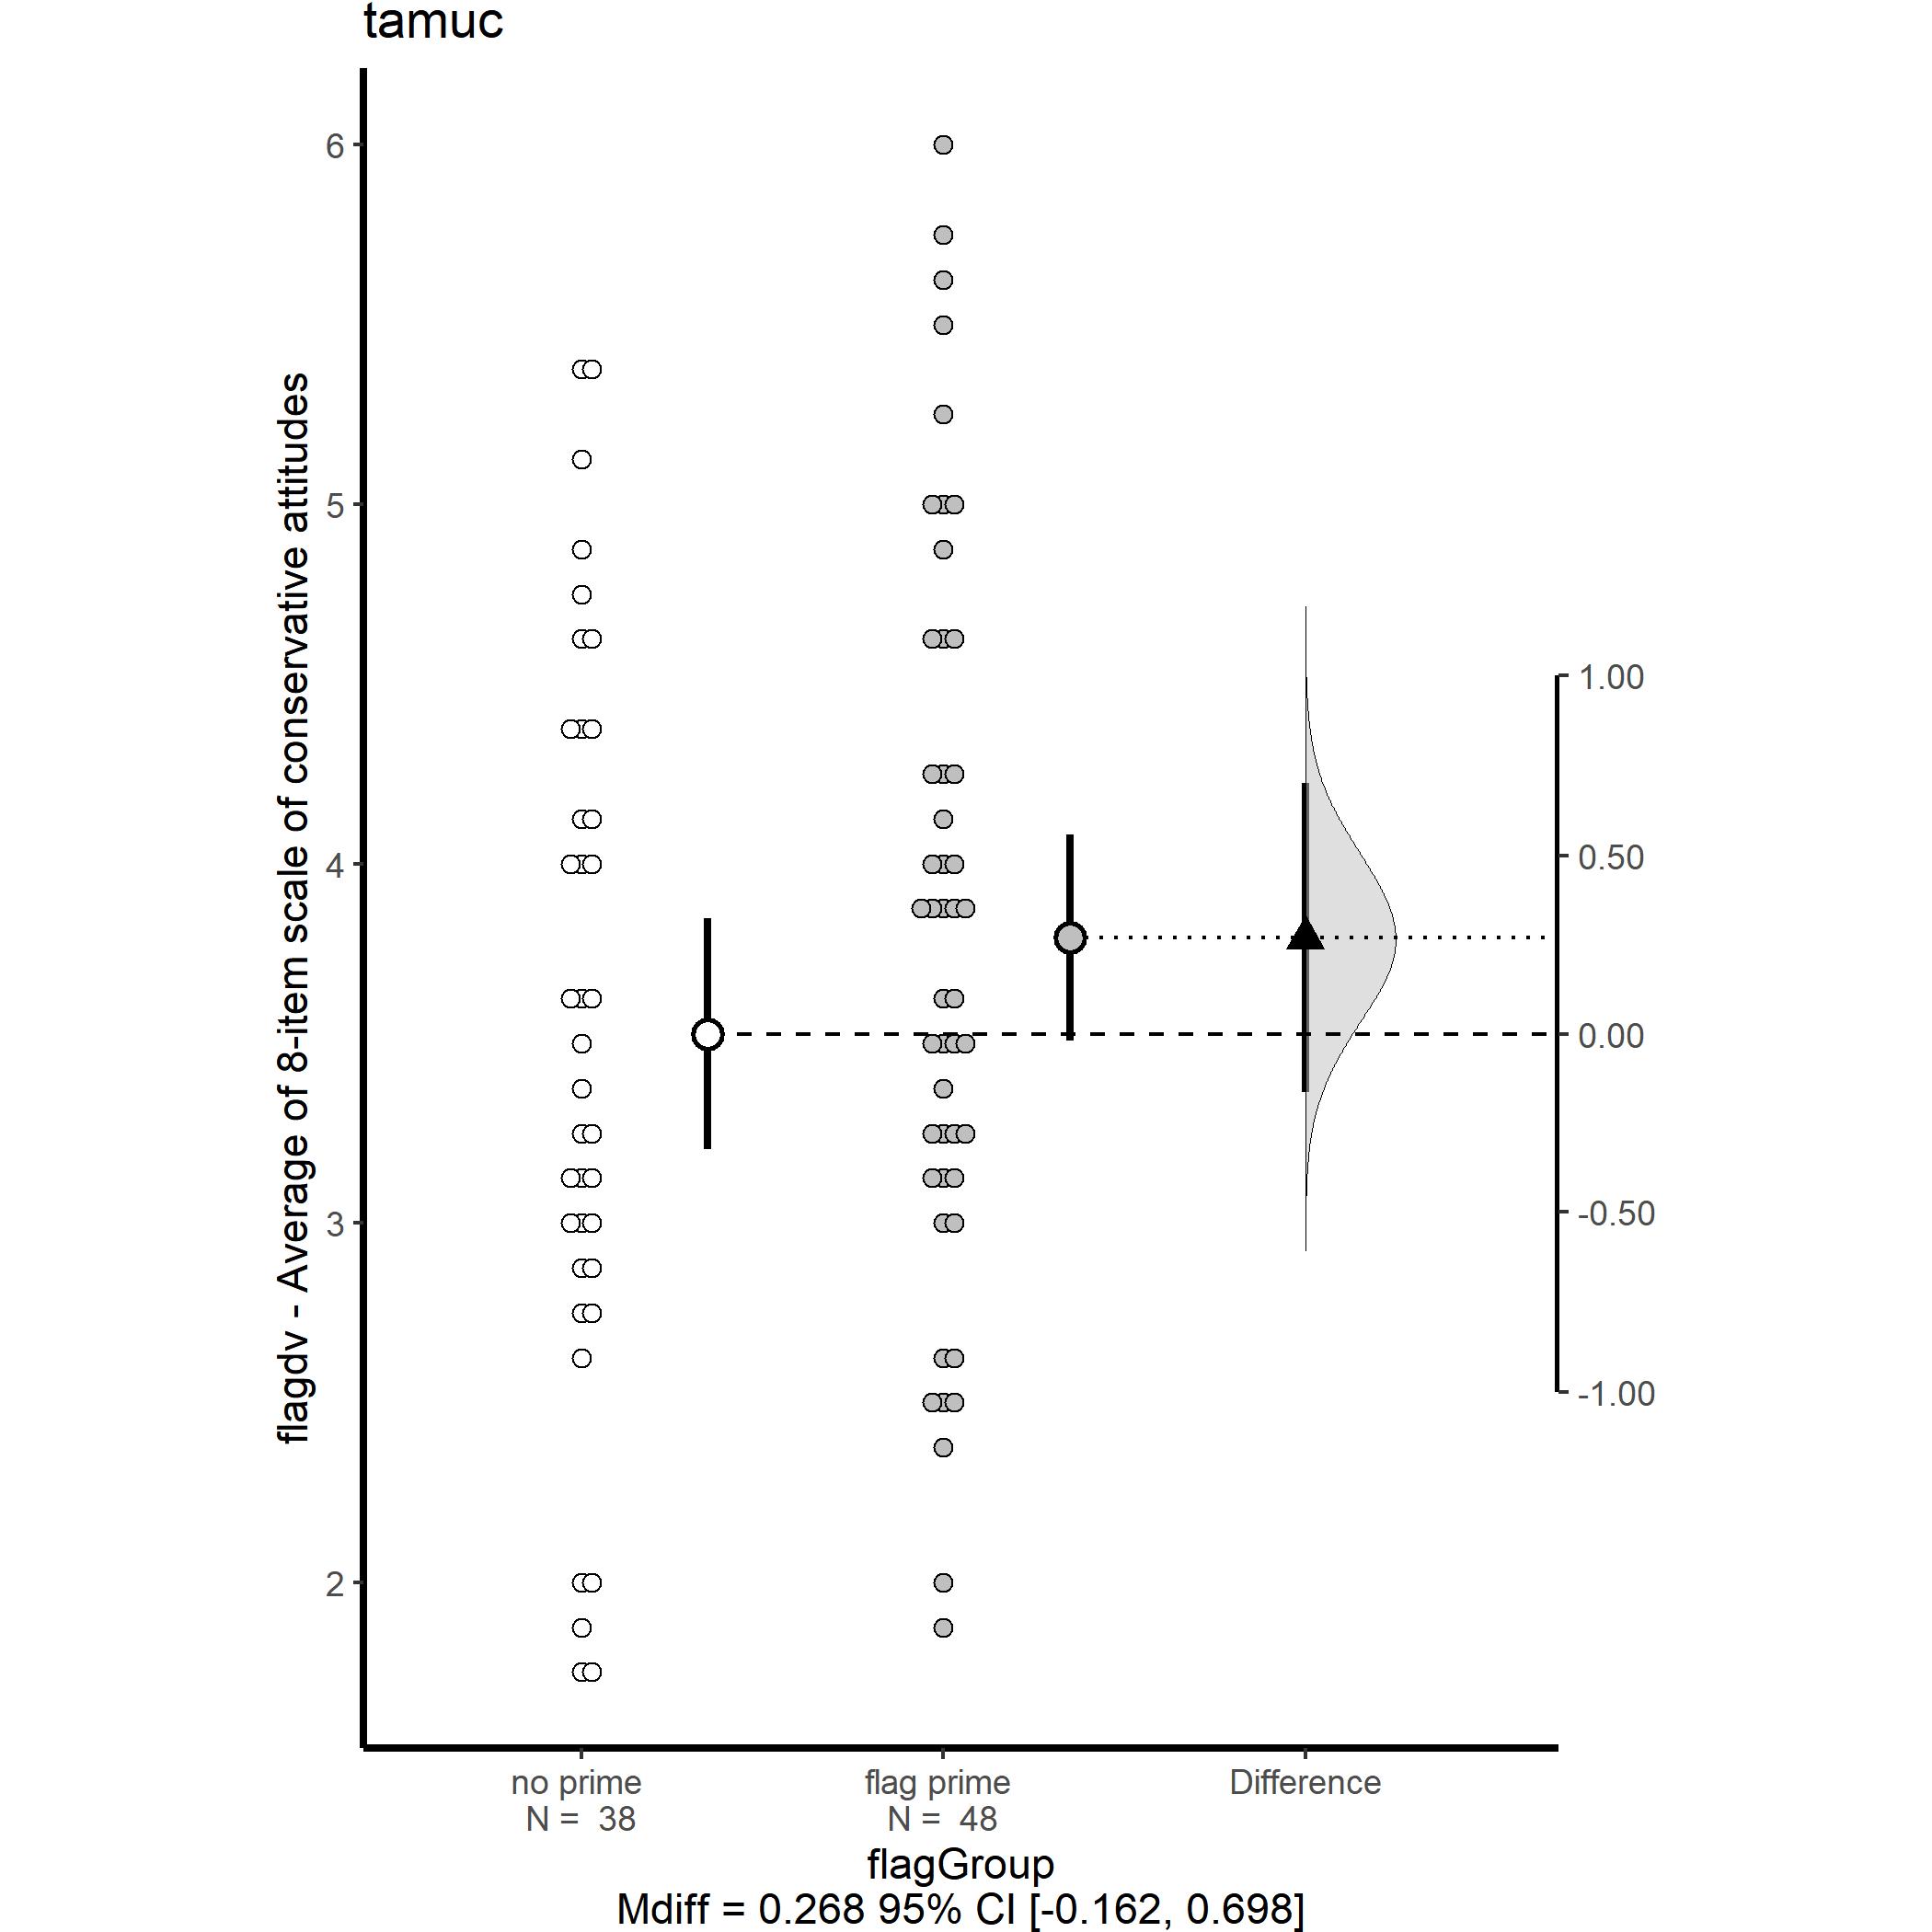 tamuc
flagdv - Average of 8-item scale of conservative attitudes
6
5
4
3
2
1.00
0.50
0.00
-0.50
-1.00
no prime
N =  38
flag prime
N =  48
Difference
flagGroup
Mdiff = 0.268 95% CI [-0.162, 0.698]